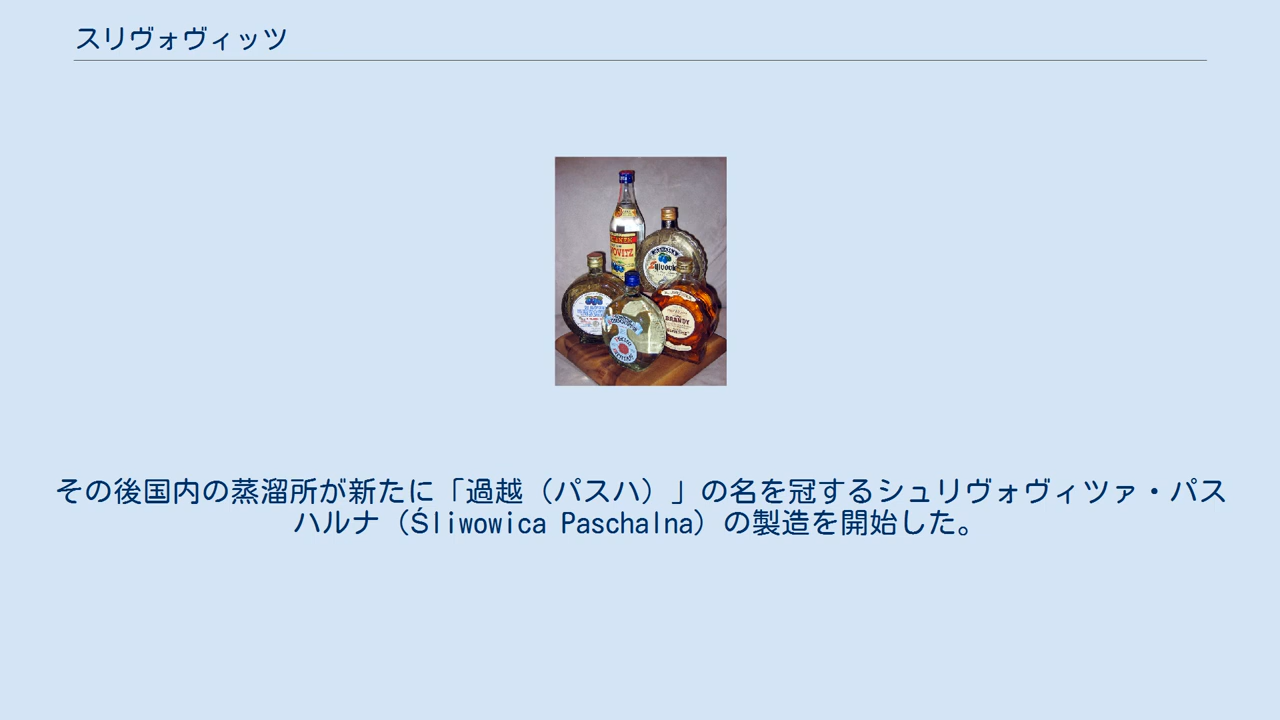 スリヴォヴィッツ
BRANDY
その後国内の蒸溜所が新たに「過越（パスハ）」の名を冠するシュリヴォヴィツァ・パス
ハルナ（Śliwowica Paschalna）の製造を開始した。